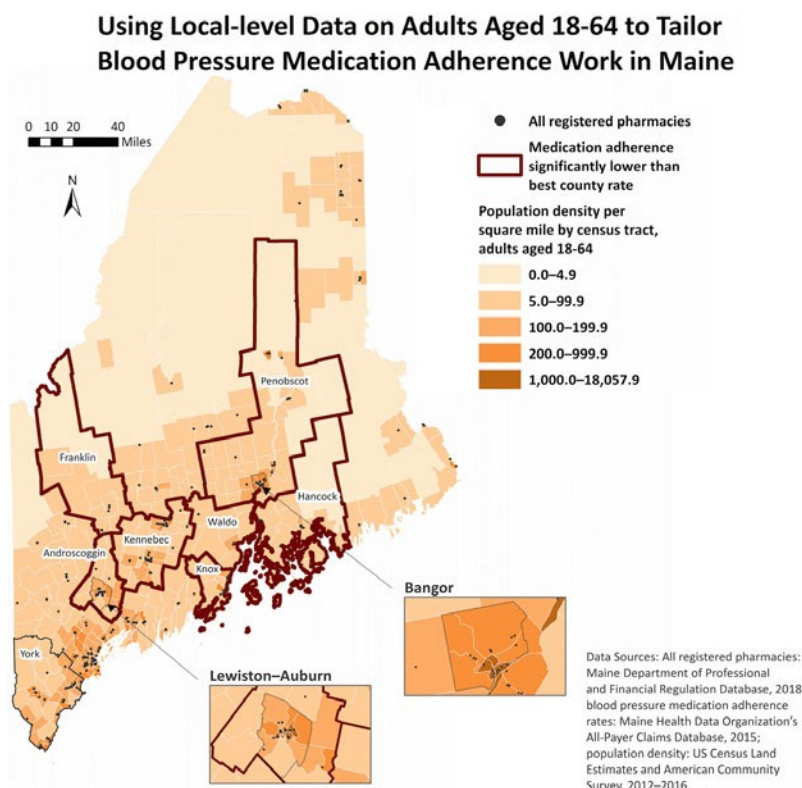 Using Local-level Data on Adults Aged 18-64 to Tailor
Blood Pressure Medication Adherence Work in Maine
0 10 20 40
Miles
N
All registered pharmacies
Medication adherence
significantly lower than
best county rate
Population density per
square mile by census tract,
adults aged 18-64
0.0–4.9
5.0–99.9
100.0–199.9
200.0–999.9
1,000.0–18,057.9
Penobscot
Franklin
Hancock
Waldo
Kennebec
Androscoggin
Knox
York
Bangor
Lewiston–Auburn
Data Sources: All registered pharmacies:
Maine Department of Professional
and Financial Regulation Database, 2018
blood pressure medication adherence
rates: Maine Health Data Organization's
All-Payer Claims Database, 2015;
population density: US Census Land
Estimates and American Community
Survey, 2012–2016.